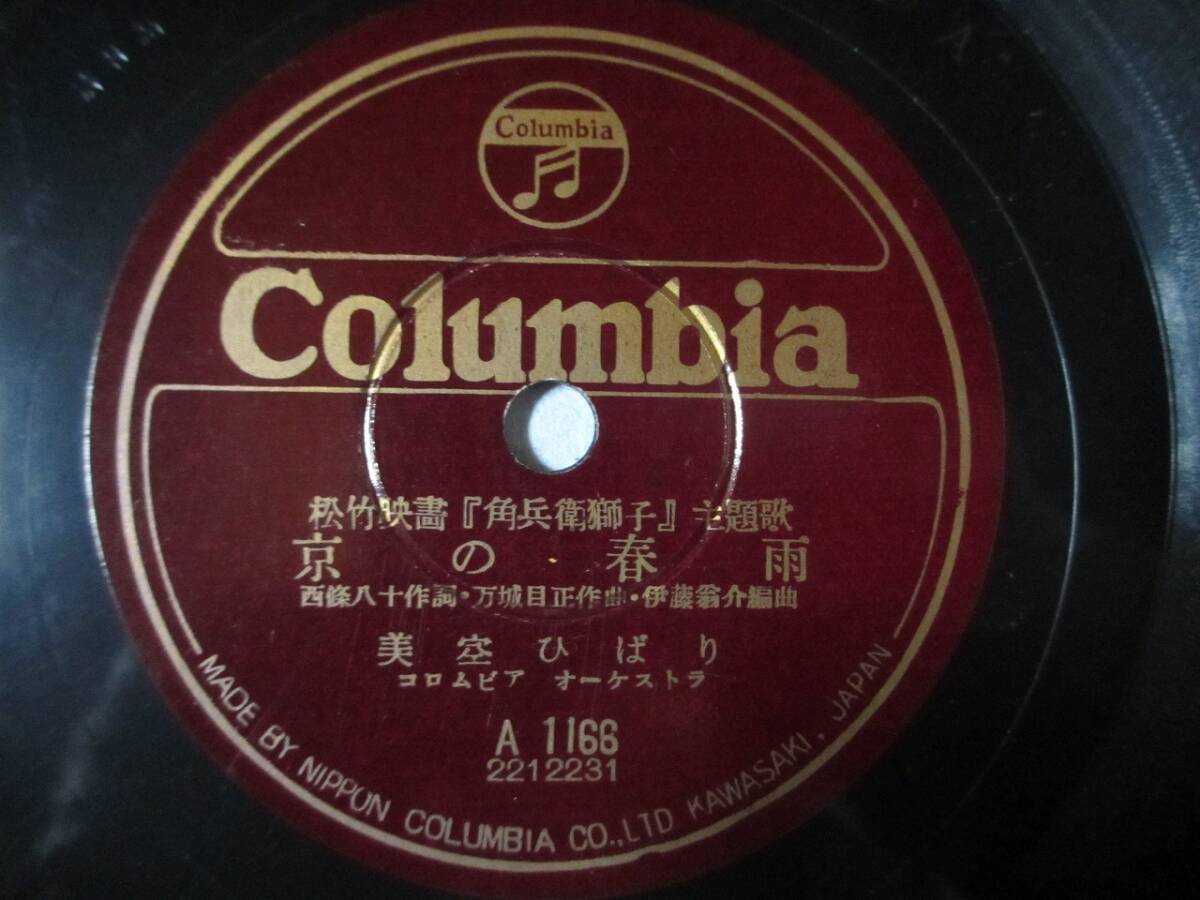 Columbia
Columbia
松竹映畵『角兵衛獅子』主題歌
京の春雨
西條八十作詞・万城目正作曲・伊藤翁介編曲
美空ひばり
コロムビア オーケストラ
A 1166
2212231
MADE BY NIPPON COLUMBIA CO.,LTD KAWASAKI, JAPAN